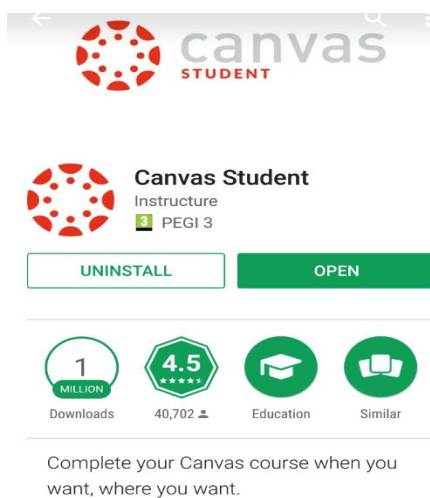 canvas
STUDENT
Canvas Student
Instructure
3 PEGI 3
UNINSTALL OPEN
1
MILLION
4.5
Downloads 40,702 Education Similar
Complete your Canvas course when you
want, where you want.